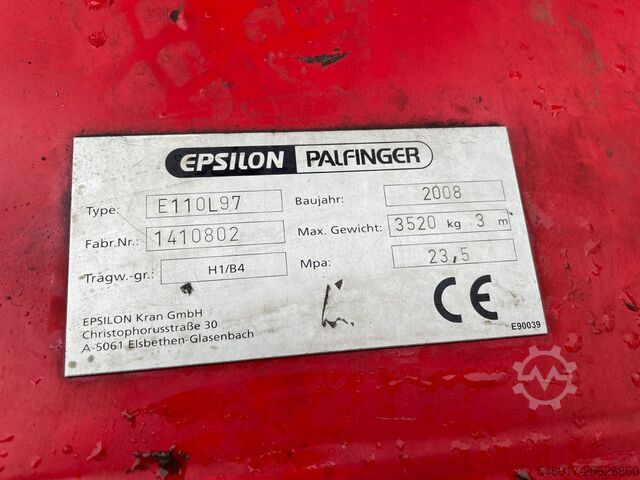 EPSILON PALFINGER
Type: E110L97 Baujahr: 2008
Fabr.Nr.: 1410802 Max. Gewicht: 3520 kg 3 m
Tragw.-gr.: H1/B4 Mpa: 23,5
EPSILON Kran GmbH
Christophorusstraße 30
A-5061 Elsbethen-Glasenbach
CE
E90039